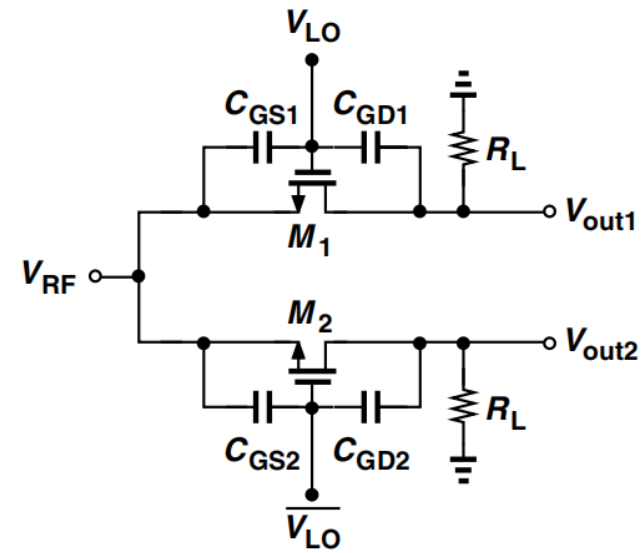 V_LO
C_GS1 C_GD1
R_L
M_1
V_out1
V_RF
M_2
V_out2
R_L
C_GS2 C_GD2
V̅_LO